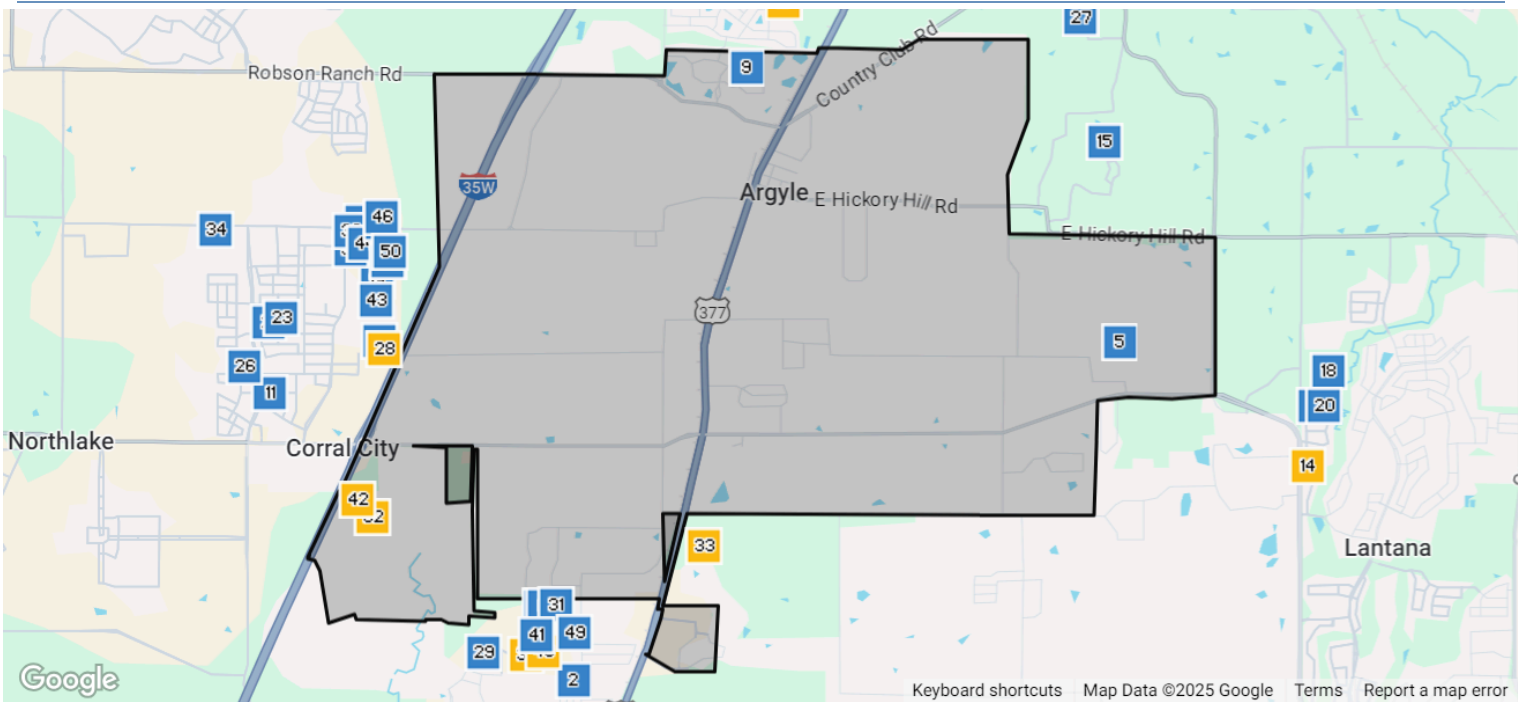 27
Robson Ranch Rd
Country Club Rd
9
15
35W
Argyle
E Hickory Hill Rd
46
34
50
E Hickory Hill Rd
43
23
377
28
5
26
18
11
20
Northlake
Corral City
14
42
33
Lantana
31
41
49
29
2
Google
Keyboard shortcuts
Map Data ©2025 Google
Terms
Report a map error